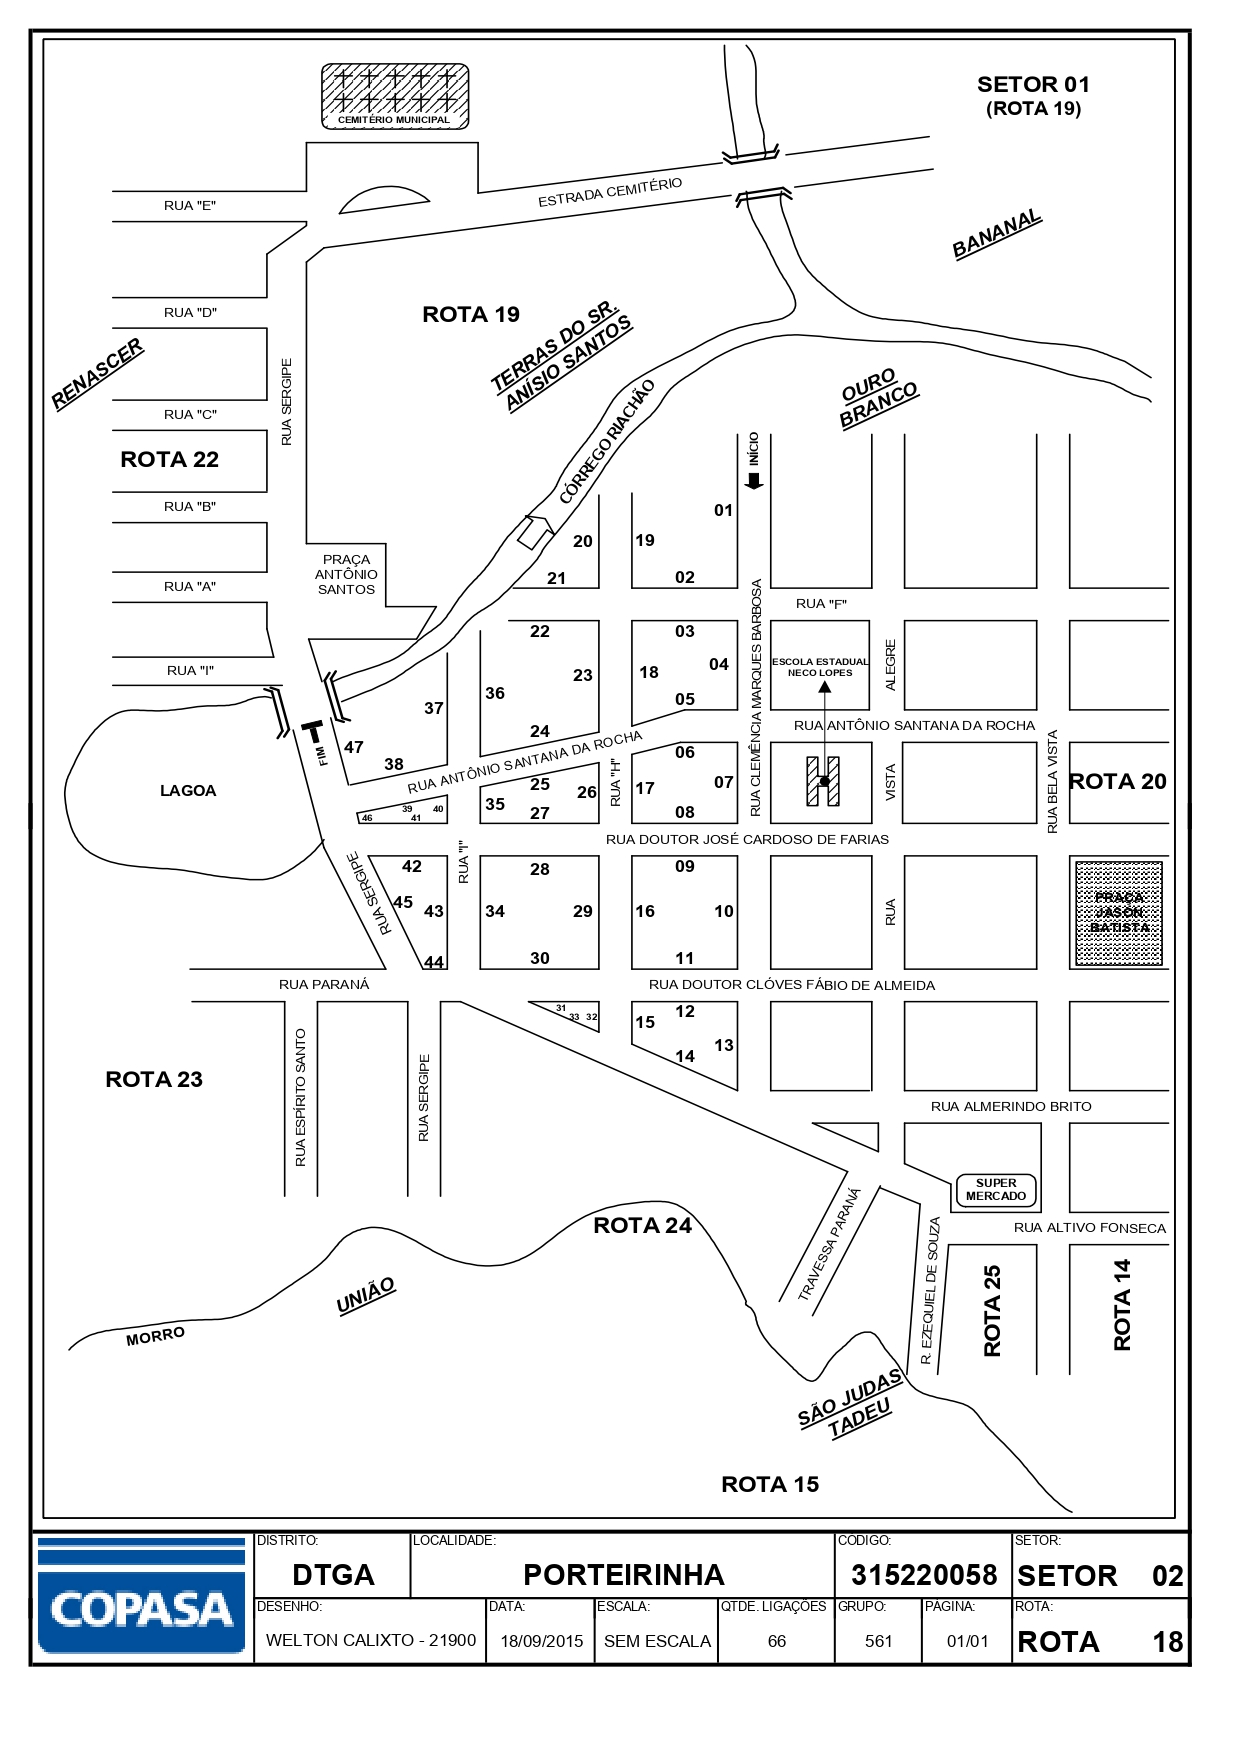 SETOR 01
(ROTA 19)
CEMITÉRIO MUNICIPAL
ESTRADA CEMITÉRIO
RUA "E"
BANANAL
RUA "D"
ROTA 19
TERRAS DO SR.
ANÍSIO SANTOS
RENASCER
RUA SERGIPE
OURO
BRANCO
RUA "C"
CÓRREGO RIACHÃO
INÍCIO
ROTA 22
RUA "B"
01
20
19
PRAÇA
ANTÔNIO
SANTOS
RUA "A"
21
02
RUA "F"
22
03
RUA CLEMÊNCIA MARQUES BARBOSA
ALEGRE
RUA "I"
23
18
04
ESCOLA ESTADUAL
NECO LOPES
36
05
37
24
RUA ANTÔNIO SANTANA DA ROCHA
47
FIM
38
RUA ANTÔNIO SANTANA DA ROCHA
06
RUA "H"
VISTA
RUA BELA VISTA
ROTA 20
LAGOA
25
26
17
07
35
27
08
39
40
46
41
RUA DOUTOR JOSÉ CARDOSO DE FARIAS
RUA SERGIPE
42
RUA "I"
28
09
45
43
34
29
16
10
RUA
PRAÇA
JASON
BATISTA
44
30
11
RUA PARANÁ
RUA DOUTOR CLÓVES FÁBIO DE ALMEIDA
31
33
32
15
12
13
14
ROTA 23
RUA ESPÍRITO SANTO
RUA SERGIPE
RUA ALMERINDO BRITO
SUPER
MERCADO
ROTA 24
TRAVESSA PARANÁ
R. EZEQUIEL DE SOUZA
RUA ALTIVO FONSECA
UNIÃO
MORRO
ROTA 25
ROTA 14
SÃO JUDAS
TADEU
ROTA 15
COPASA
DISTRITO:
DTGA
LOCALIDADE:
PORTEIRINHA
CODIGO:
315220058
SETOR:
SETOR 02
DESENHO:
WELTON CALIXTO - 21900
DATA:
18/09/2015
ESCALA:
SEM ESCALA
QTDE. LIGAÇÕES
66
GRUPO:
561
PÁGINA:
01/01
ROTA:
ROTA 18